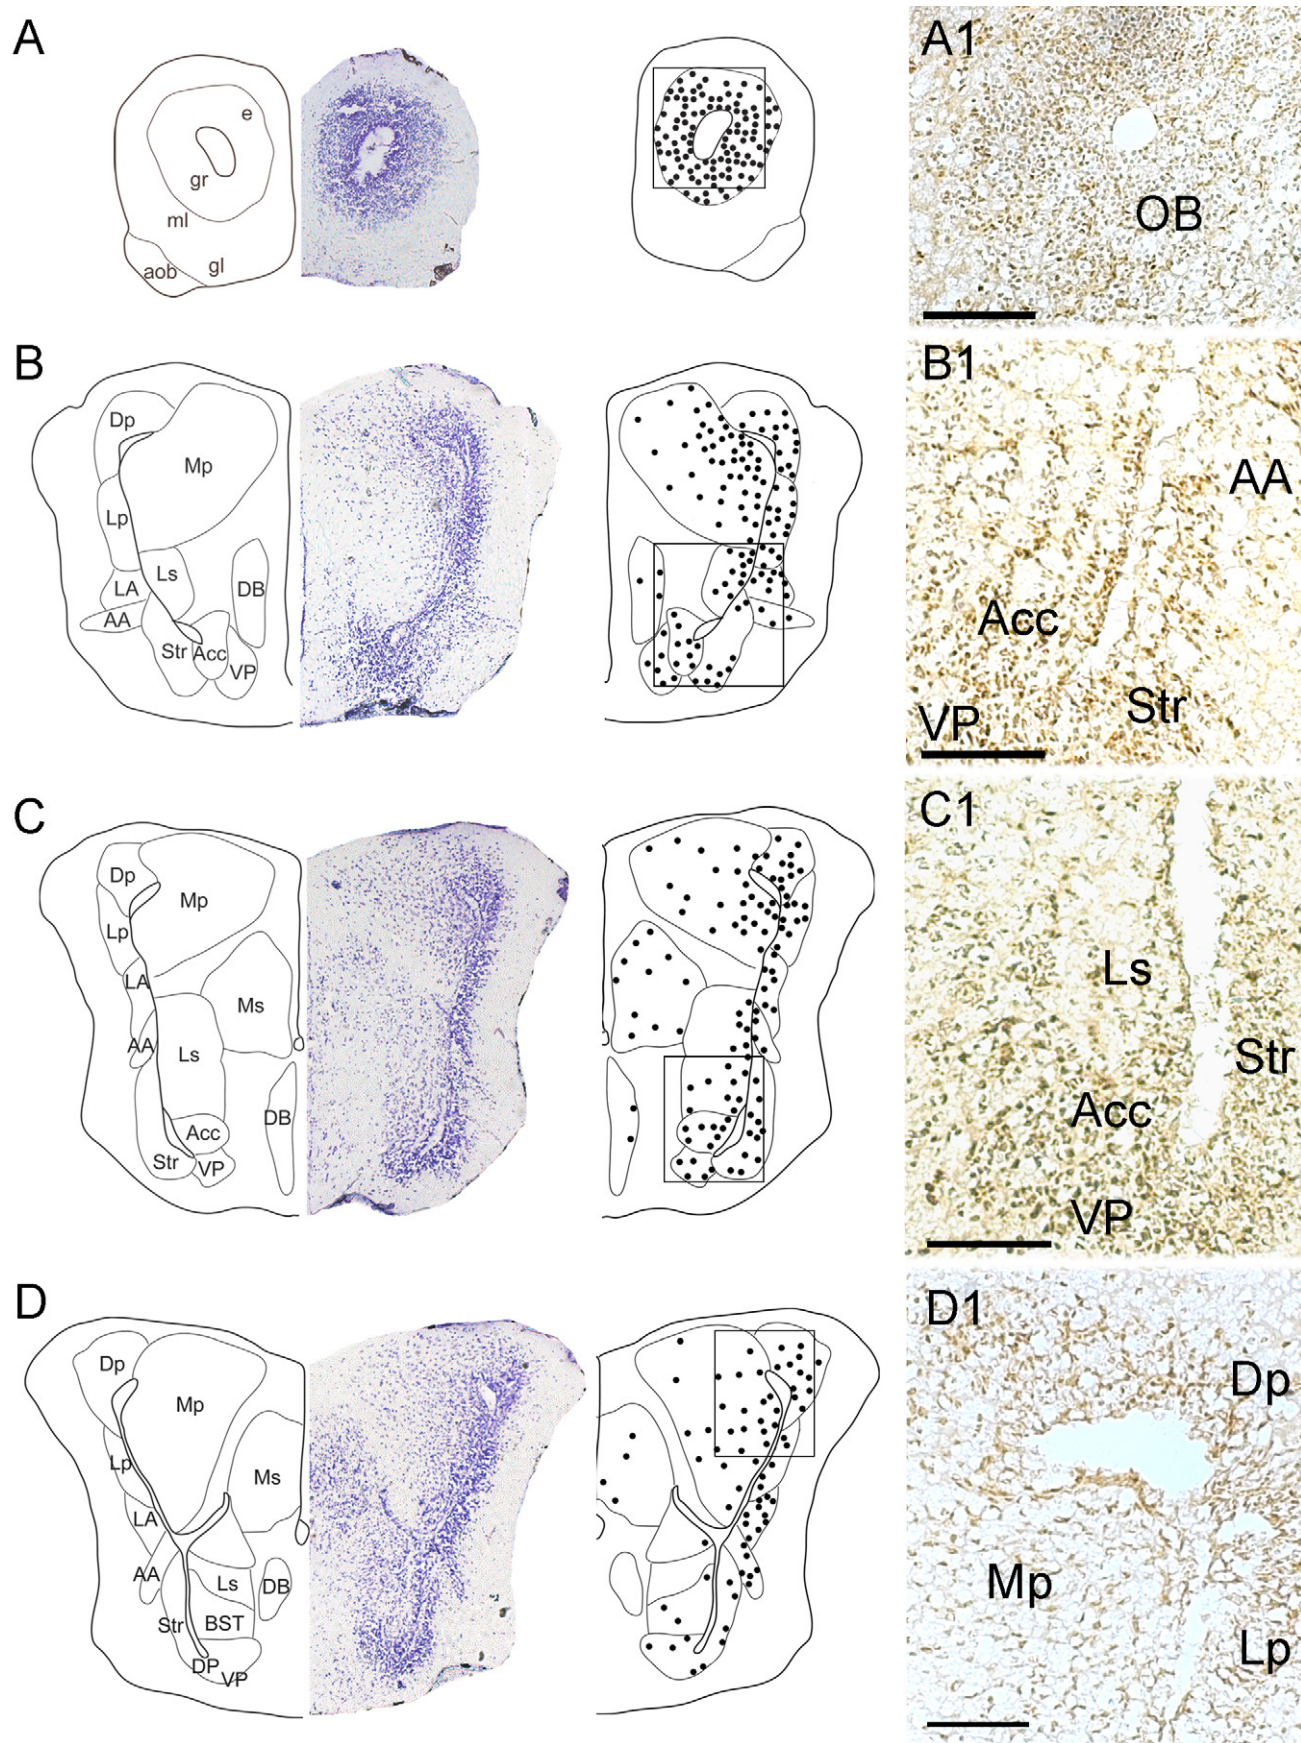 A
e
gr
ml
aob
gl
A1
OB
B
Dp
Mp
Lp
Ls
LA
DB
AA
Str
Acc
VP
B1
AA
Acc
Str
VP
C
Dp
Mp
Lp
LA
Ms
AA
Ls
DB
Acc
Str
VP
C1
Ls
Str
Acc
VP
D
Dp
Mp
Lp
Ms
LA
AA
Ls
DB
Str
BST
DP
VP
D1
Dp
Mp
Lp